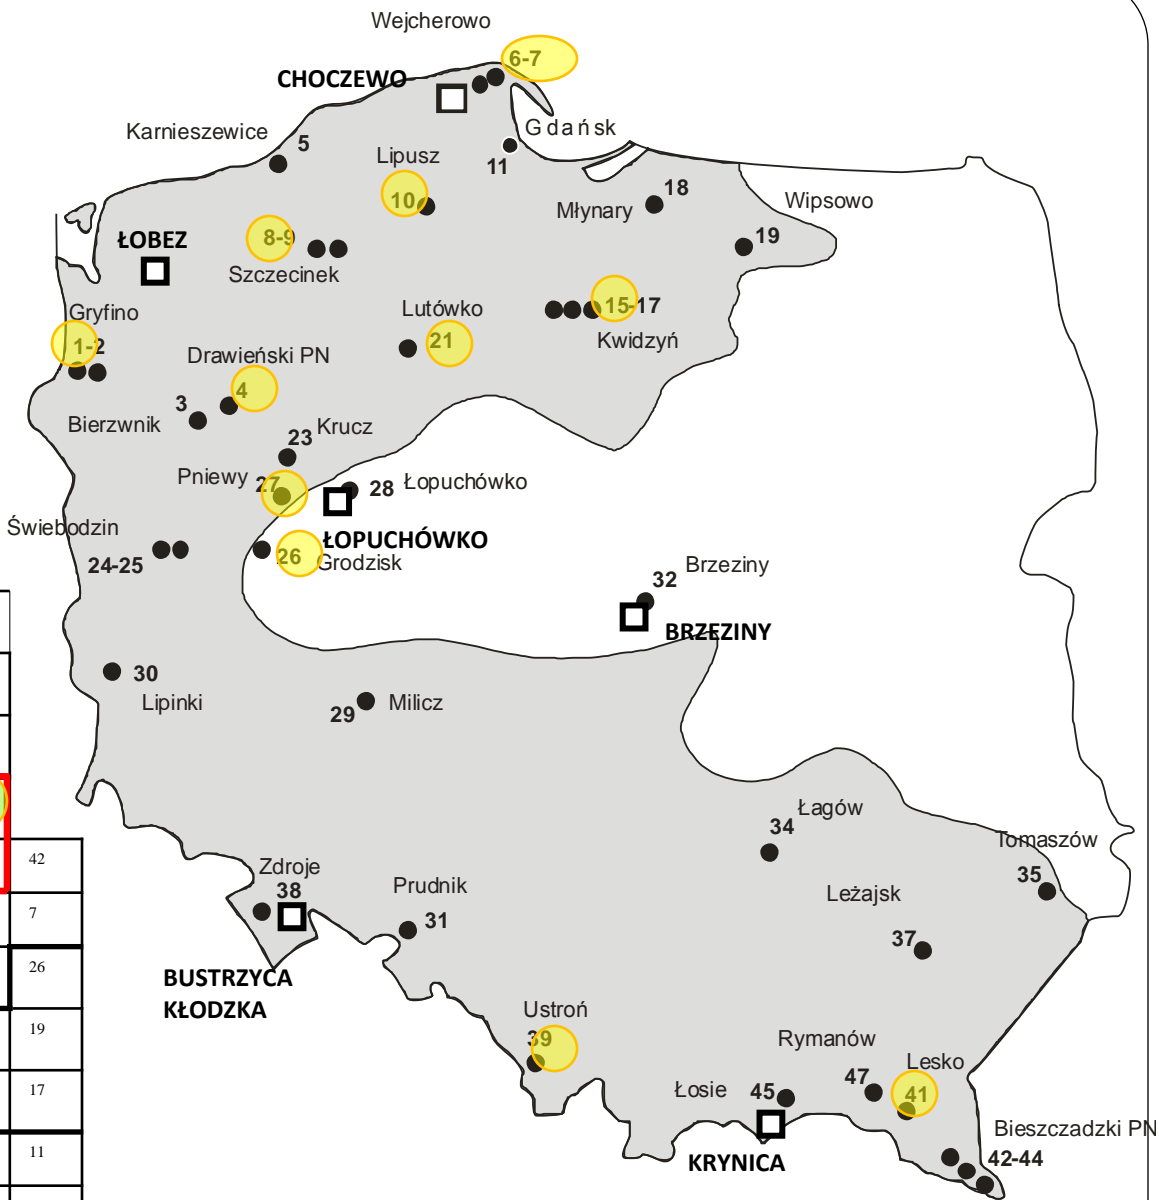 Wejcherowo
6-7
CHOCZEWO
Gdańsk
11
Karnieszewice
5
Lipusz
10
18
Młynary
Wipsowo
19
ŁOBEZ
8-9
Szczecinek
Gryfino
1-2
Lutówko
21
15-17
Kwidzyń
Drawieński PN
4
3
Bierzwnik
23
Krucz
Pniewy
27
28
Łopuchówko
ŁOPUCHÓWKO
Świebodzin
24-25
26
Grodzisk
32
Brzeziny
BRZEZINY
30
Lipinki
29
Milicz
Łagów
34
Tomaszów
35
Leżajsk
37
42
7
26
19
17
11
Zdroje
38
Prudnik
31
BUSTRZYCA
KŁODZKA
Ustroń
39
Rymanów
47
Lesko
41
Łosie
45
KRYNICA
Bieszczadzki PN
42-44